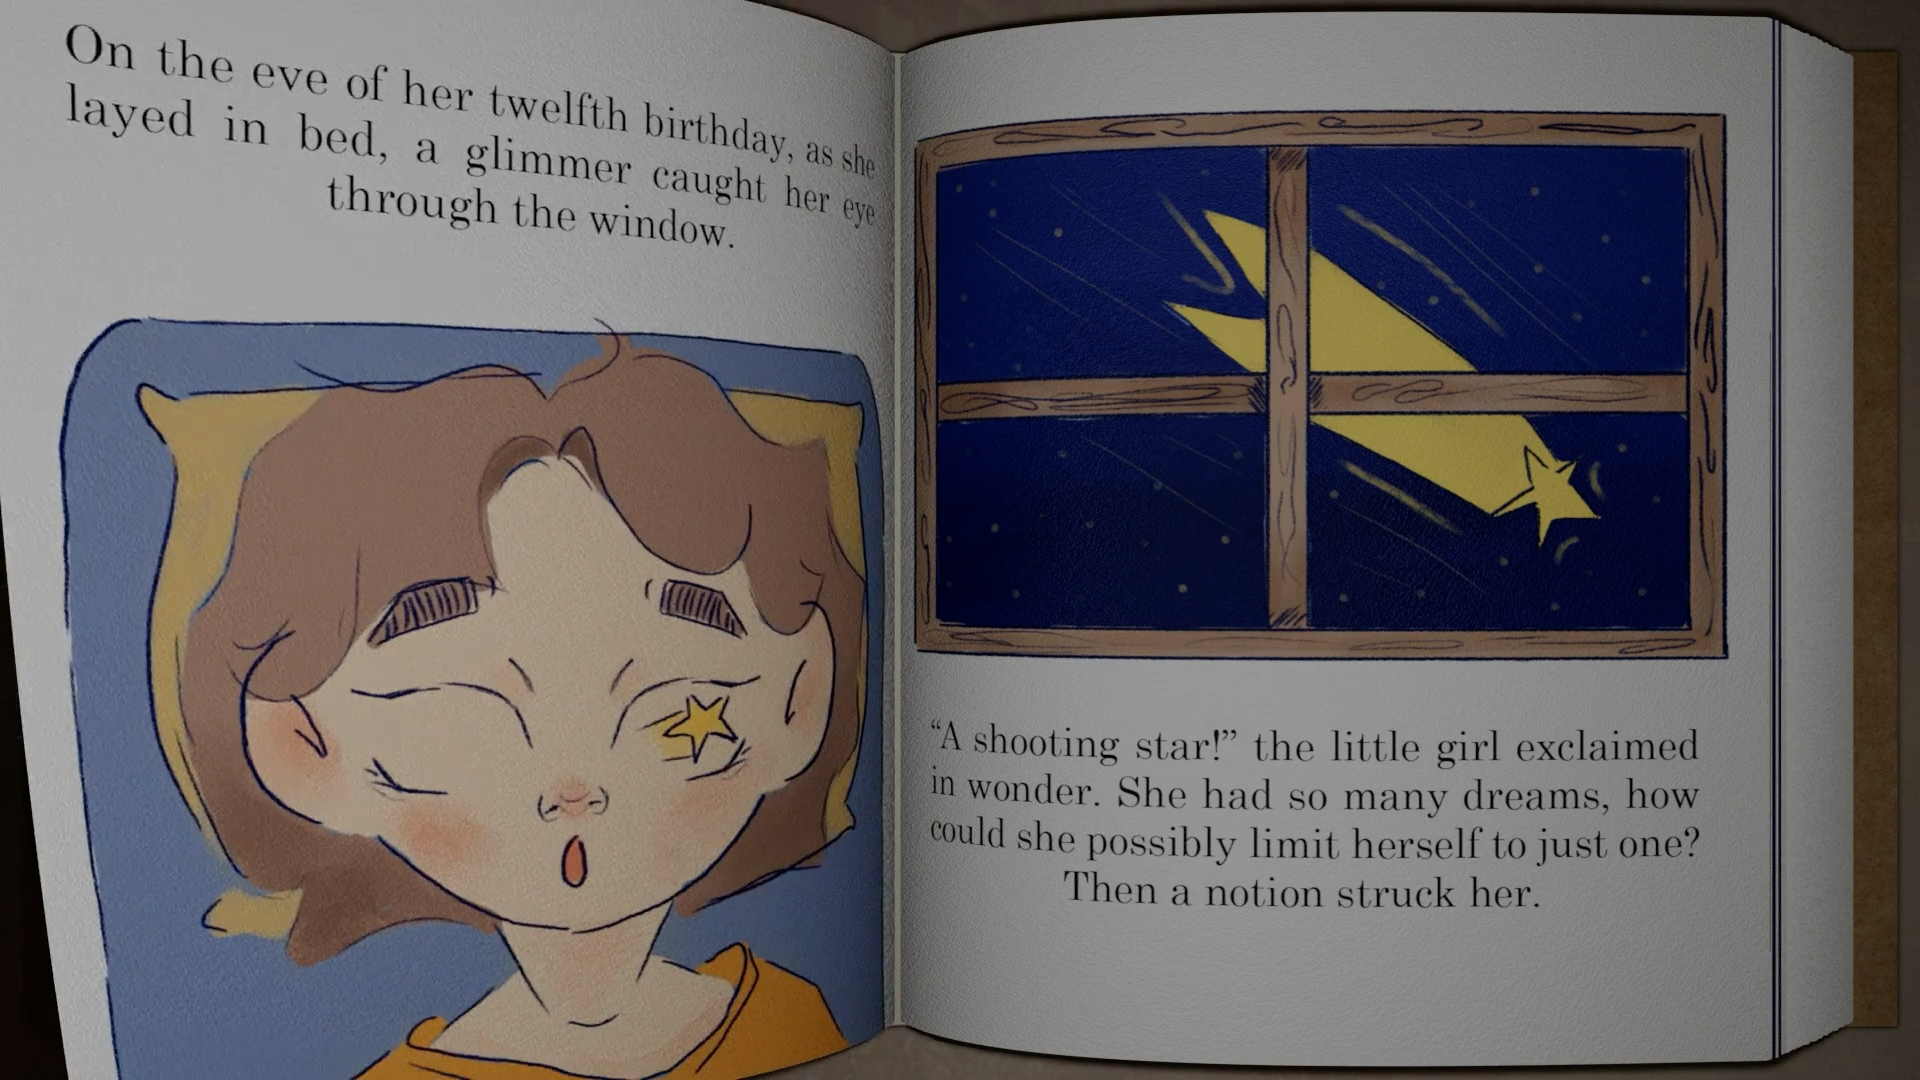 On the eve of her twelfth birthday, as she
layed in bed, a glimmer caught her eye
through the window.
“A shooting star!” the little girl exclaimed
in wonder. She had so many dreams, how
could she possibly limit herself to just one?
Then a notion struck her.